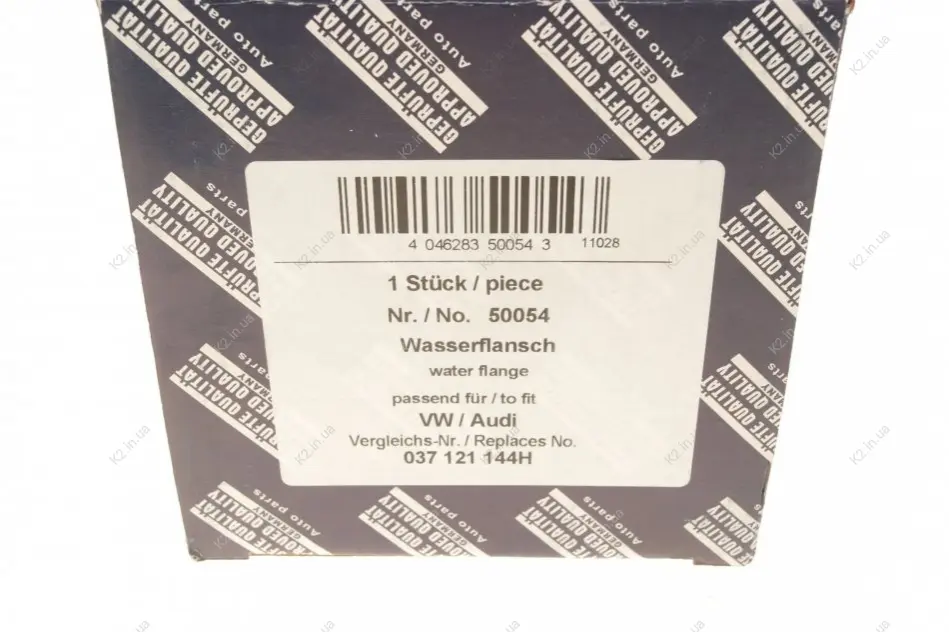 GEPRÜFTE QUALITÄT
APPROVED QUALITY
GERMANY
Auto parts
4 046283 50054 3 11028
1 Stück / piece
Nr. / No. 50054
Wasserflansch
water flange
passend für / to fit
VW / Audi
Vergleichs-Nr. / Replaces No.
037 121 144H
K2.in.ua